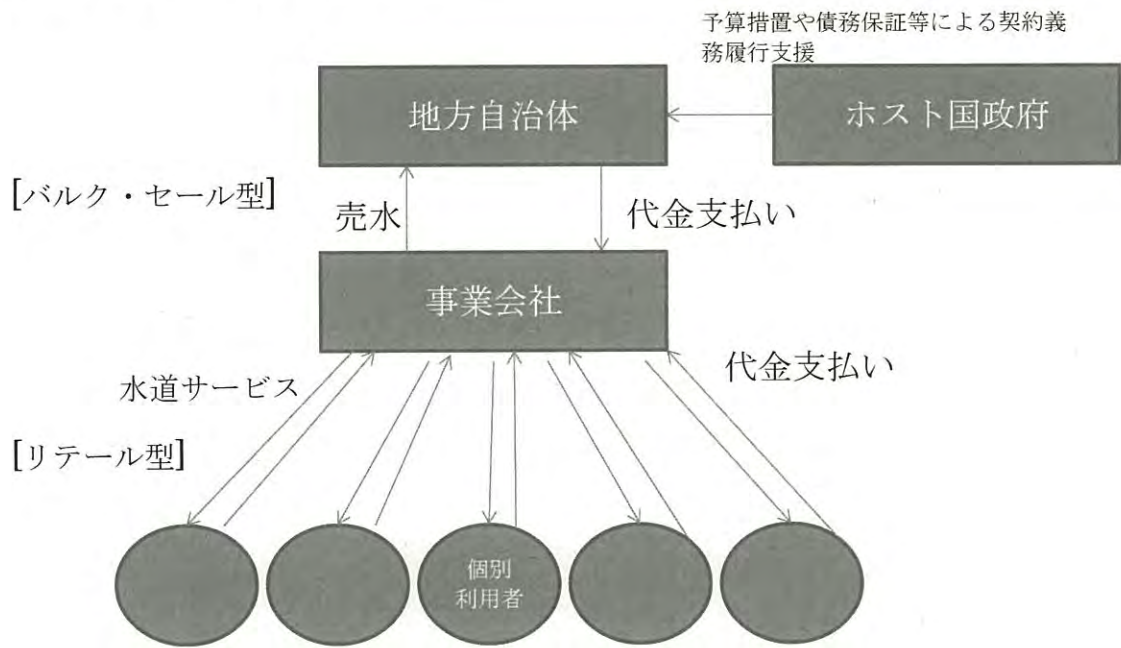 予算措置や債務保証等による契約義
務履行支援
地方自治体
ホスト国政府
[バルク・セール型]
売水
代金支払い
事業会社
水道サービス
代金支払い
[リテール型]
個別
利用者